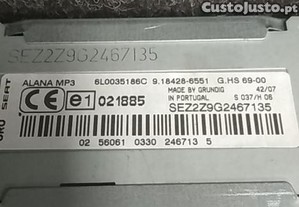 CustoJusto.pt
SEZ2Z9G2467135
SEAT
ALANA MP3 6L0035186C 9.18428-6551 G.HS 69-00
CE e1 021885 MADE BY GRUNDIG 42/07
IN PORTUGAL S 037/H 06
SEZ2Z9G2467135
02 56061 0330 246713 5